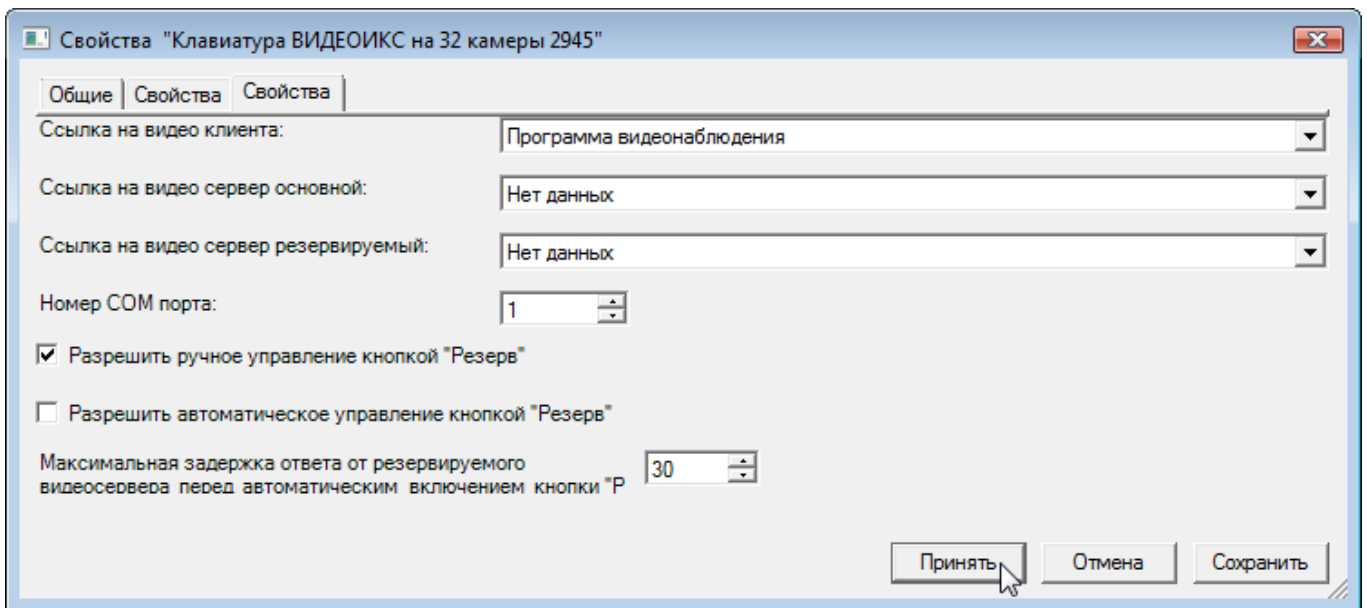 Свойства "Клавиатура ВИДЕОИКС на 32 камеры 2945"
Общие Свойства Свойства
Ссылка на видео клиента: Программа видеонаблюдения
Ссылка на видео сервер основной: Нет данных
Ссылка на видео сервер резервируемый: Нет данных
Номер COM порта: 1
Разрешить ручное управление кнопкой "Резерв"
Разрешить автоматическое управление кнопкой "Резерв"
Максимальная задержка ответа от резервируемого 30
видеосервера перед автоматическим включением кнопки "Р
Принять Отмена Сохранить